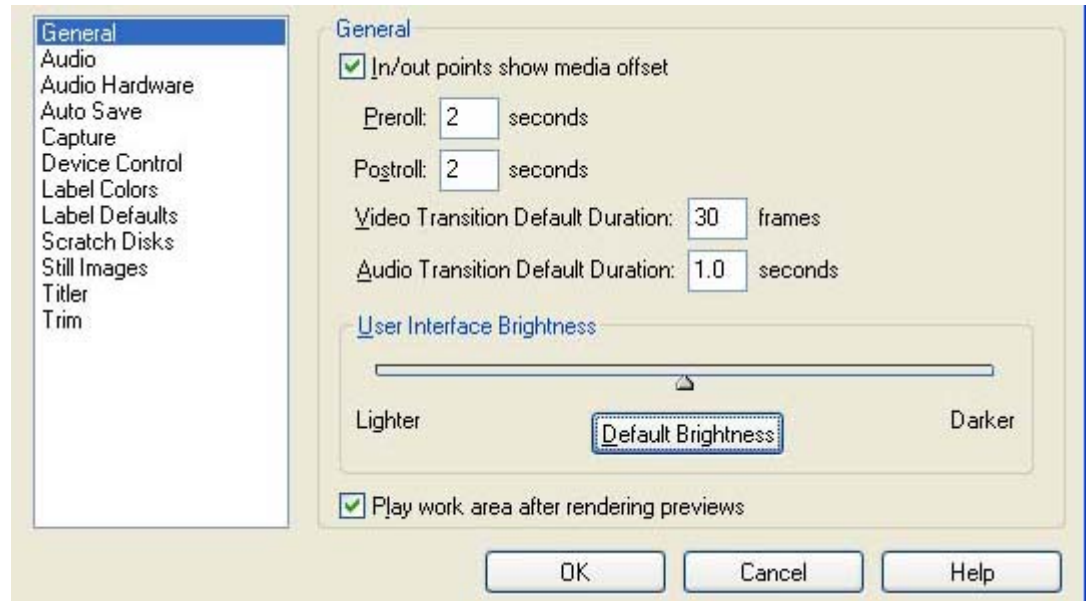 General
Audio
Audio Hardware
Auto Save
Capture
Device Control
Label Colors
Label Defaults
Scratch Disks
Still Images
Titler
Trim
General
In/out points show media offset
Preroll: 2 seconds
Postroll: 2 seconds
Video Transition Default Duration: 30 frames
Audio Transition Default Duration: 1.0 seconds
User Interface Brightness
Lighter Default Brightness Darker
Play work area after rendering previews
OK Cancel Help